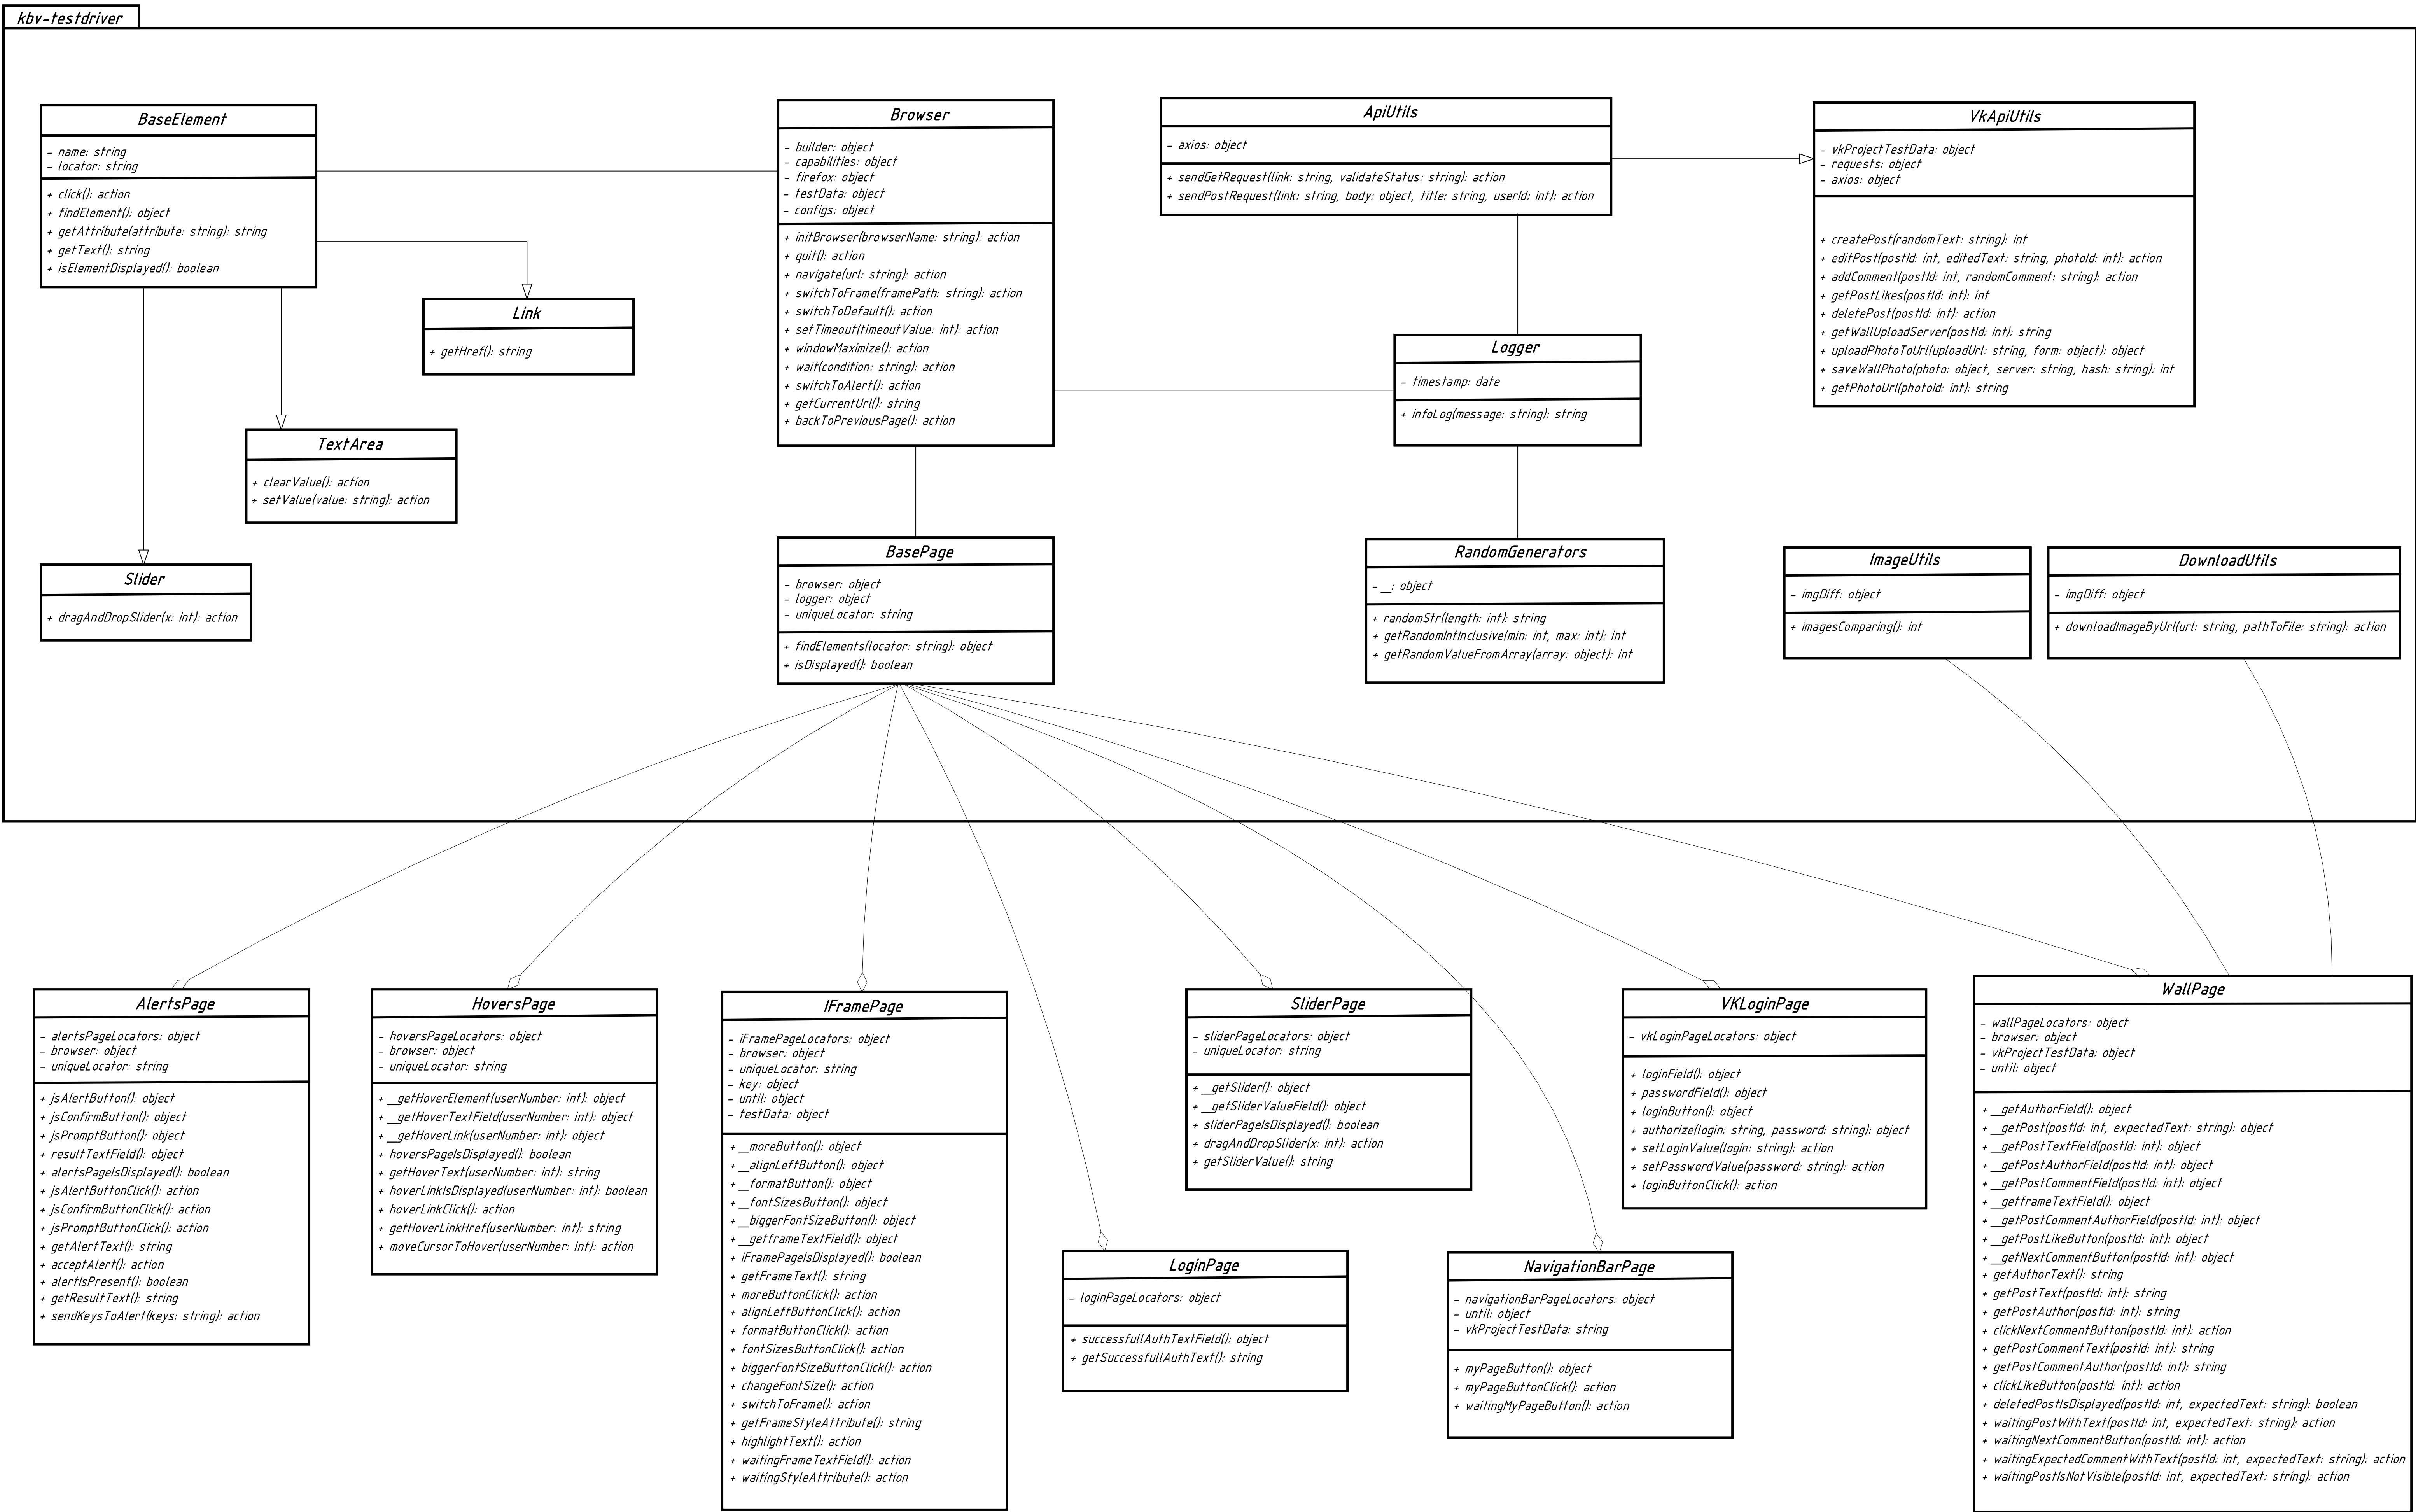 kbv-testdriver
BaseElement
- name: string
- locator: string
+ click(): action
+ findElement(): object
+ getAttribute(attribute: string): string
+ getText(): string
+ isElementDisplayed(): boolean
Browser
- builder: object
- capabilities: object
- firefox: object
- testData: object
- configs: object
+ initBrowser(browserName: string): action
+ quit(): action
+ navigate(url: string): action
+ switchToFrame(framePath: string): action
+ switchToDefault(): action
+ setTimeout(timeoutValue: int): action
+ windowMaximize(): action
+ wait(condition: string): action
+ switchToAlert(): action
+ getCurrentUrl(): string
+ backToPreviousPage(): action
ApiUtils
- axios: object
+ sendGetRequest(link: string, validateStatus: string): action
+ sendPostRequest(link: string, body: object, title: string, userId: int): action
VkApiUtils
- vkProjectTestData: object
- requests: object
- axios: object
+ createPost(randomText: string): int
+ editPost(postId: int, editedText: string, photoId: int): action
+ addComment(postId: int, randomComment: string): action
+ getPostLikes(postId: int): int
+ deletePost(postId: int): action
+ getWallUploadServer(postId: int): string
+ uploadPhotoToUrl(uploadUrl: string, form: object): object
+ saveWallPhoto(photo: object, server: string, hash: string): int
+ getPhotoUrl(photoId: int): string
Link
+ getHref(): string
Logger
- timestamp: date
+ infoLog(message: string): string
TextArea
+ clearValue(): action
+ setValue(value: string): action
Slider
+ dragAndDropSlider(x: int): action
BasePage
- browser: object
- logger: object
- uniqueLocator: string
+ findElements(locator: string): object
+ isDisplayed(): boolean
RandomGenerators
- __: object
+ randomStr(length: int): string
+ getRandomIntInclusive(min: int, max: int): int
+ getRandomValueFromArray(array: object): int
ImageUtils
- imgDiff: object
+ imagesComparing(): int
DownloadUtils
- imgDiff: object
+ downloadImageByUrl(url: string, pathToFile: string): action
AlertsPage
- alertsPageLocators: object
- browser: object
- uniqueLocator: string
+ jsAlertButton(): object
+ jsConfirmButton(): object
+ jsPromptButton(): object
+ resultTextField(): object
+ alertsPageIsDisplayed(): boolean
+ jsAlertButtonClick(): action
+ jsConfirmButtonClick(): action
+ jsPromptButtonClick(): action
+ getAlertText(): string
+ acceptAlert(): action
+ alertIsPresent(): boolean
+ getResultText(): string
+ sendKeysToAlert(keys: string): action
HoversPage
- hoversPageLocators: object
- browser: object
- uniqueLocator: string
+ __getHoverElement(userNumber: int): object
+ __getHoverTextField(userNumber: int): object
+ __getHoverLink(userNumber: int): object
+ hoversPageIsDisplayed(): boolean
+ getHoverText(userNumber: int): string
+ hoverLinkIsDisplayed(userNumber: int): boolean
+ hoverLinkClick(): action
+ getHoverLinkHref(userNumber: int): string
+ moveCursorToHover(userNumber: int): action
IFramePage
- iFramePageLocators: object
- browser: object
- uniqueLocator: string
- key: object
- until: object
- testData: object
+ __moreButton(): object
+ __alignLeftButton(): object
+ __formatButton(): object
+ __fontSizesButton(): object
+ __biggerFontSizeButton(): object
+ __getframeTextField(): object
+ iFramePageIsDisplayed(): boolean
+ getFrameText(): string
+ moreButtonClick(): action
+ alignLeftButtonClick(): action
+ formatButtonClick(): action
+ fontSizesButtonClick(): action
+ biggerFontSizeButtonClick(): action
+ changeFontSize(): action
+ switchToFrame(): action
+ getFrameStyleAttribute(): string
+ highlightText(): action
+ waitingFrameTextField(): action
+ waitingStyleAttribute(): action
LoginPage
- loginPageLocators: object
+ successfullAuthTextField(): object
+ getSuccessfullAuthText(): string
SliderPage
- sliderPageLocators: object
- uniqueLocator: string
+ __getSlider(): object
+ __getSliderValueField(): object
+ sliderPageIsDisplayed(): boolean
+ dragAndDropSlider(x: int): action
+ getSliderValue(): string
NavigationBarPage
- navigationBarPageLocators: object
- until: object
- vkProjectTestData: string
+ myPageButton(): object
+ myPageButtonClick(): action
+ waitingMyPageButton(): action
VKLoginPage
- vkLoginPageLocators: object
+ loginField(): object
+ passwordField(): object
+ loginButton(): object
+ authorize(login: string, password: string): object
+ setLoginValue(login: string): action
+ setPasswordValue(password: string): action
+ loginButtonClick(): action
WallPage
- wallPageLocators: object
- browser: object
- vkProjectTestData: object
- until: object
+ __getAuthorField(): object
+ __getPost(postId: int, expectedText: string): object
+ __getPostTextField(postId: int): object
+ __getPostAuthorField(postId: int): object
+ __getPostCommentField(postId: int): object
+ __getframeTextField(): object
+ __getPostCommentAuthorField(postId: int): object
+ __getPostLikeButton(postId: int): object
+ __getNextCommentButton(postId: int): object
+ getAuthorText(): string
+ getPostText(postId: int): string
+ getPostAuthor(postId: int): string
+ clickNextCommentButton(postId: int): action
+ getPostCommentText(postId: int): string
+ getPostCommentAuthor(postId: int): string
+ clickLikeButton(postId: int): action
+ deletedPostIsDisplayed(postId: int, expectedText: string): boolean
+ waitingPostWithText(postId: int, expectedText: string): action
+ waitingNextCommentButton(postId: int): action
+ waitingExpectedCommentWithText(postId: int, expectedText: string): action
+ waitingPostIsNotVisible(postId: int, expectedText: string): action